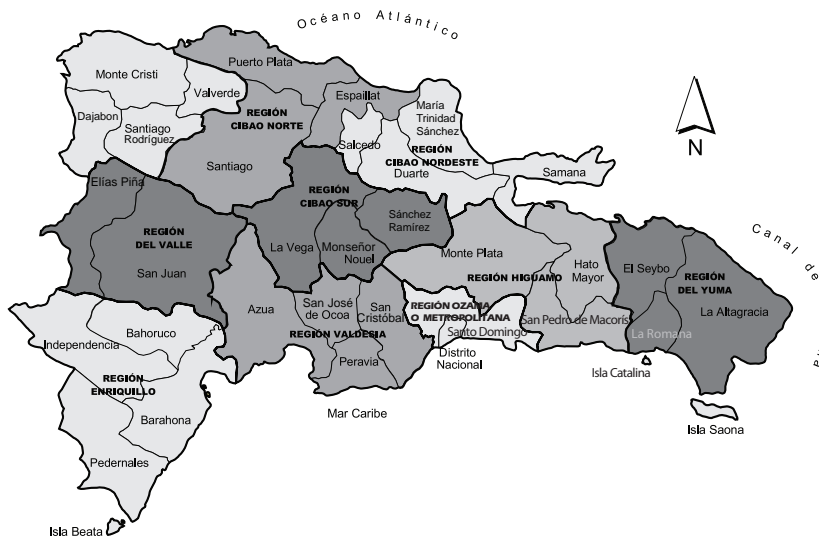 Océano Atlántico
Monte Cristi
Puerto Plata
Valverde
Espaillat
María
Trinidad
Sánchez
Dajabon
Santiago
Rodríguez
REGIÓN
CIBAO NORTE
Salcedo
REGIÓN
CIBAO NORDESTE
Duarte
N
Santiago
Samana
Elías Piña
REGIÓN
CIBAO SUR
Sánchez
Ramírez
REGIÓN
DEL VALLE
La Vega
Monseñor
Nouel
Monte Plata
San Juan
REGIÓN HIGUAMO
Hato
Mayor
El Seybo
REGIÓN
DEL YUMA
Canal de
Azua
San José
de Ocoa
San
Cristóbal
REGIÓN OZAMA
O METROPOLITANA
San Pedro de Macorís
La Altagracia
Bahoruco
REGIÓN VALDESIA
Santo Domingo
La Romana
Independencia
Peravia
Distrito
Nacional
REGIÓN
ENRIQUILLO
Isla Catalina
Barahona
Mar Caribe
Isla Saona
Pedernales
Isla Beata